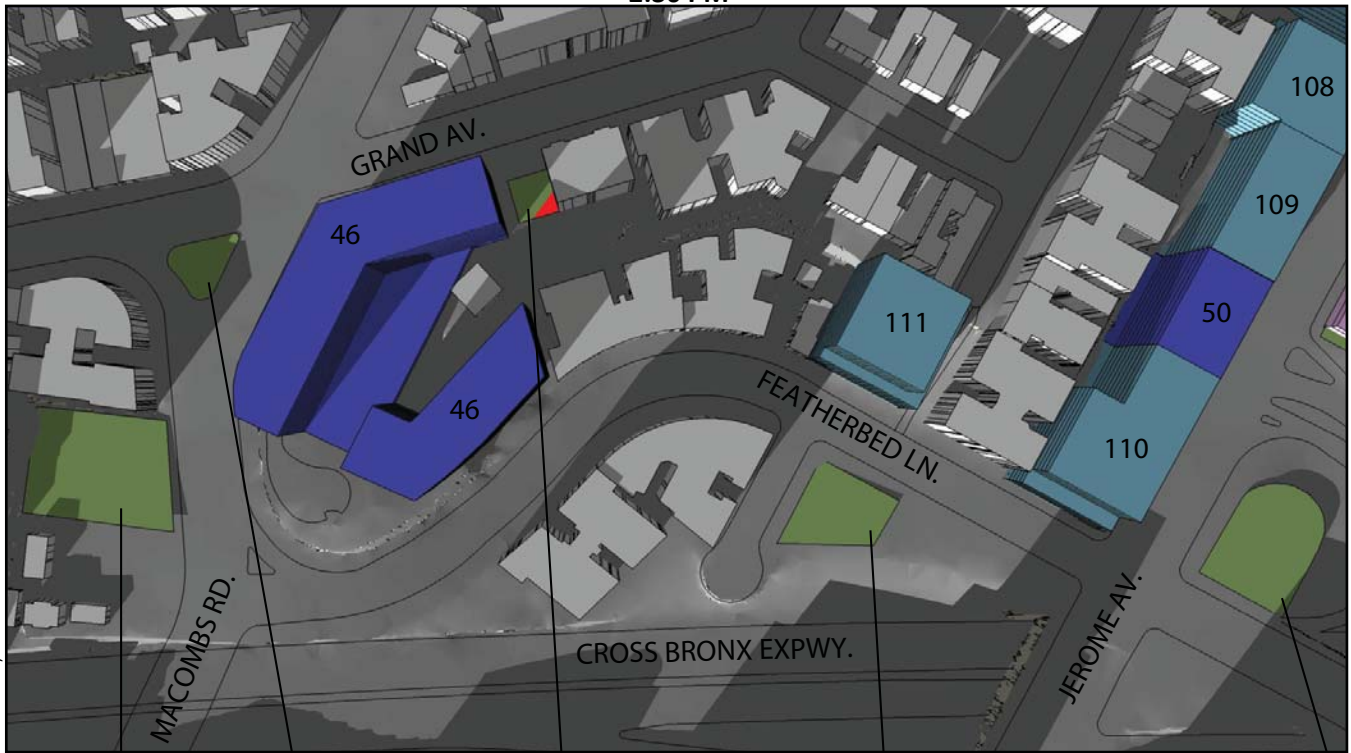 108
GRAND AV.
109
46
50
111
FEATHERBED LN.
46
110
MACOMBS RD.
JEROME AV.
CROSS BRONX EXPWY.